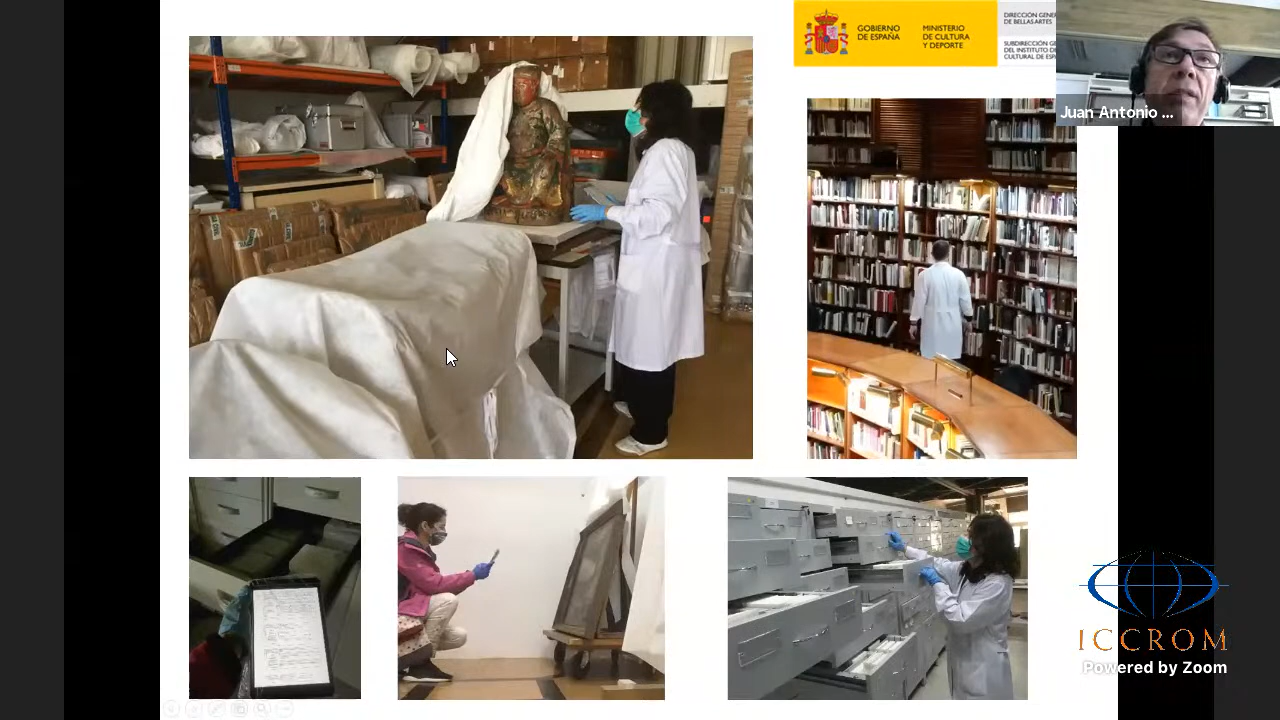 GOBIERNO
DE ESPAÑA
MINISTERIO
DE CULTURA
Y DEPORTE
DIRECCIÓN GENE
DE BELLAS ARTES
SUBDIRECCIÓN GE
DEL INSTITUTO DE
CULTURAL DE ESP
Juan Antonio ...
ICCROM
Powered by Zoom